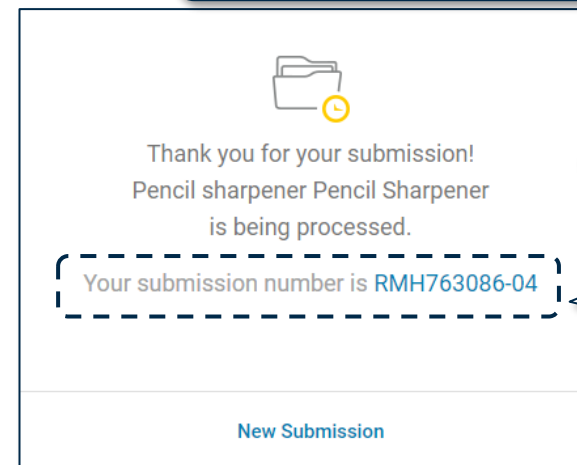 Thank you for your submission!
Pencil sharpener Pencil Sharpener
is being processed.
Your submission number is RMH763086-04
New Submission